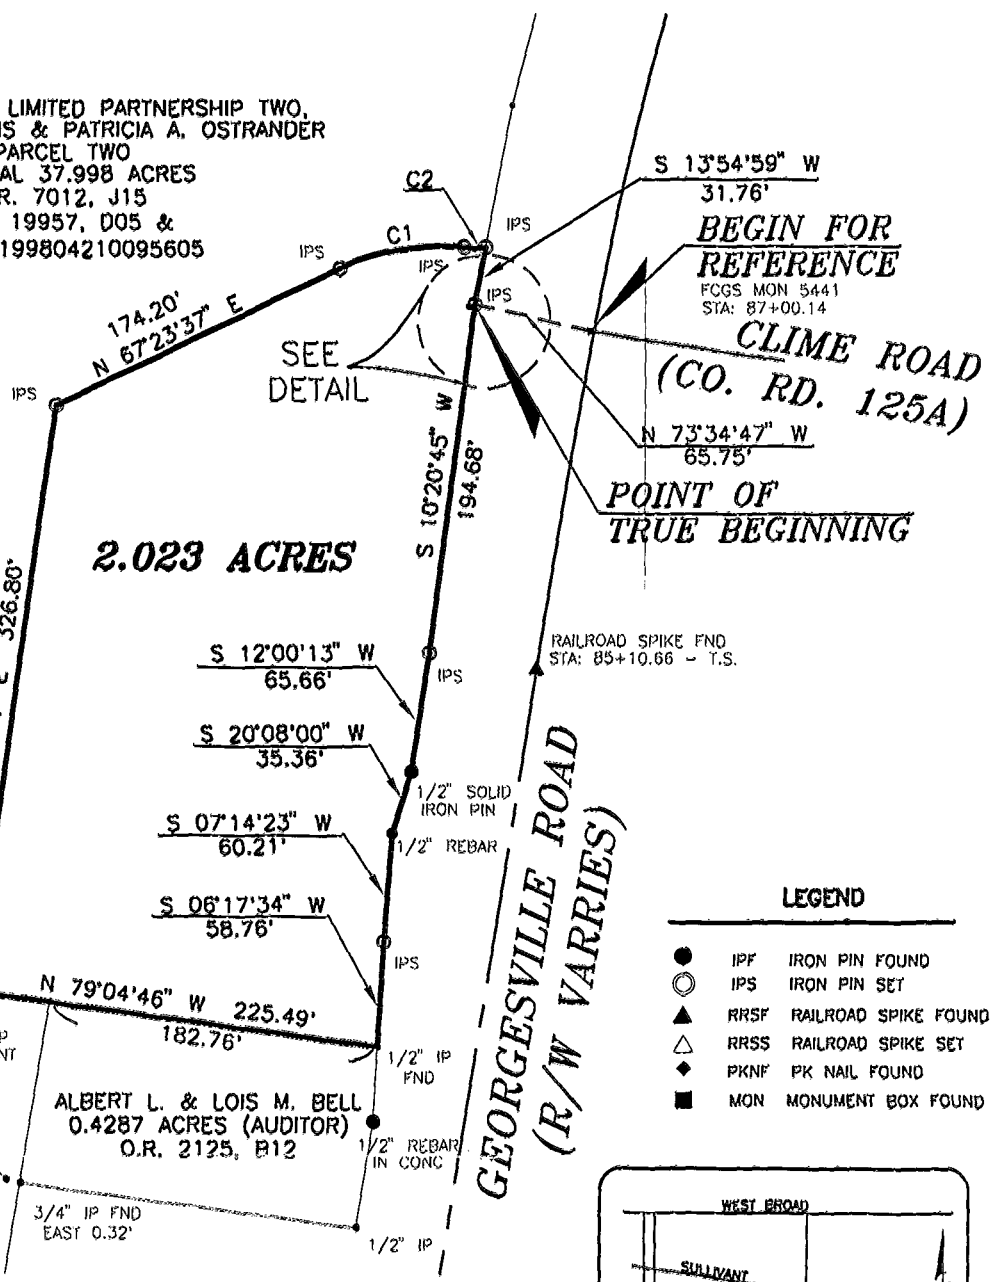 LIMITED PARTNERSHIP TWO,
& PATRICIA A. OSTRANDER
PARCEL TWO
37.998 ACRES
7012, J15
19957, D05 &
199804210095605
C2
C1
IPS
IPS
IPS
IPS
IPS
S 13°54'59" W
31.76'
BEGIN FOR
REFERENCE
FCGS MON 5441
STA: 87+00.14
CLIME ROAD
(CO. RD. 125A)
174.20'
N 67°23'37" E
SEE
DETAIL
N 73°34'47" W
65.75'
POINT OF
TRUE BEGINNING
S 10°20'45" W
194.68'
2.023 ACRES
326.80'
RAILROAD SPIKE FND
STA: 85+10.66 - T.S.
S 12°00'13" W
65.66'
IPS
S 20°08'00" W
35.36'
1/2" SOLID
IRON PIN
S 07°14'23" W
60.21'
1/2" REBAR
S 06°17'34" W
58.76'
IPS
GEORGESVILLE ROAD
(R/W VARRIES)
LEGEND
IPF IRON PIN FOUND
IPS IRON PIN SET
RRSF RAILROAD SPIKE FOUND
RRSS RAILROAD SPIKE SET
PKNF PK NAIL FOUND
MON MONUMENT BOX FOUND
N 79°04'46" W 225.49'
182.76'
1/2" IP
FND
ALBERT L. & LOIS M. BELL
0.4287 ACRES (AUDITOR)
O.R. 2125, B12
1/2" REBAR
IN CONC
3/4" IP FND
EAST 0.32'
1/2" IP
WEST BROAD
SULLIVANT